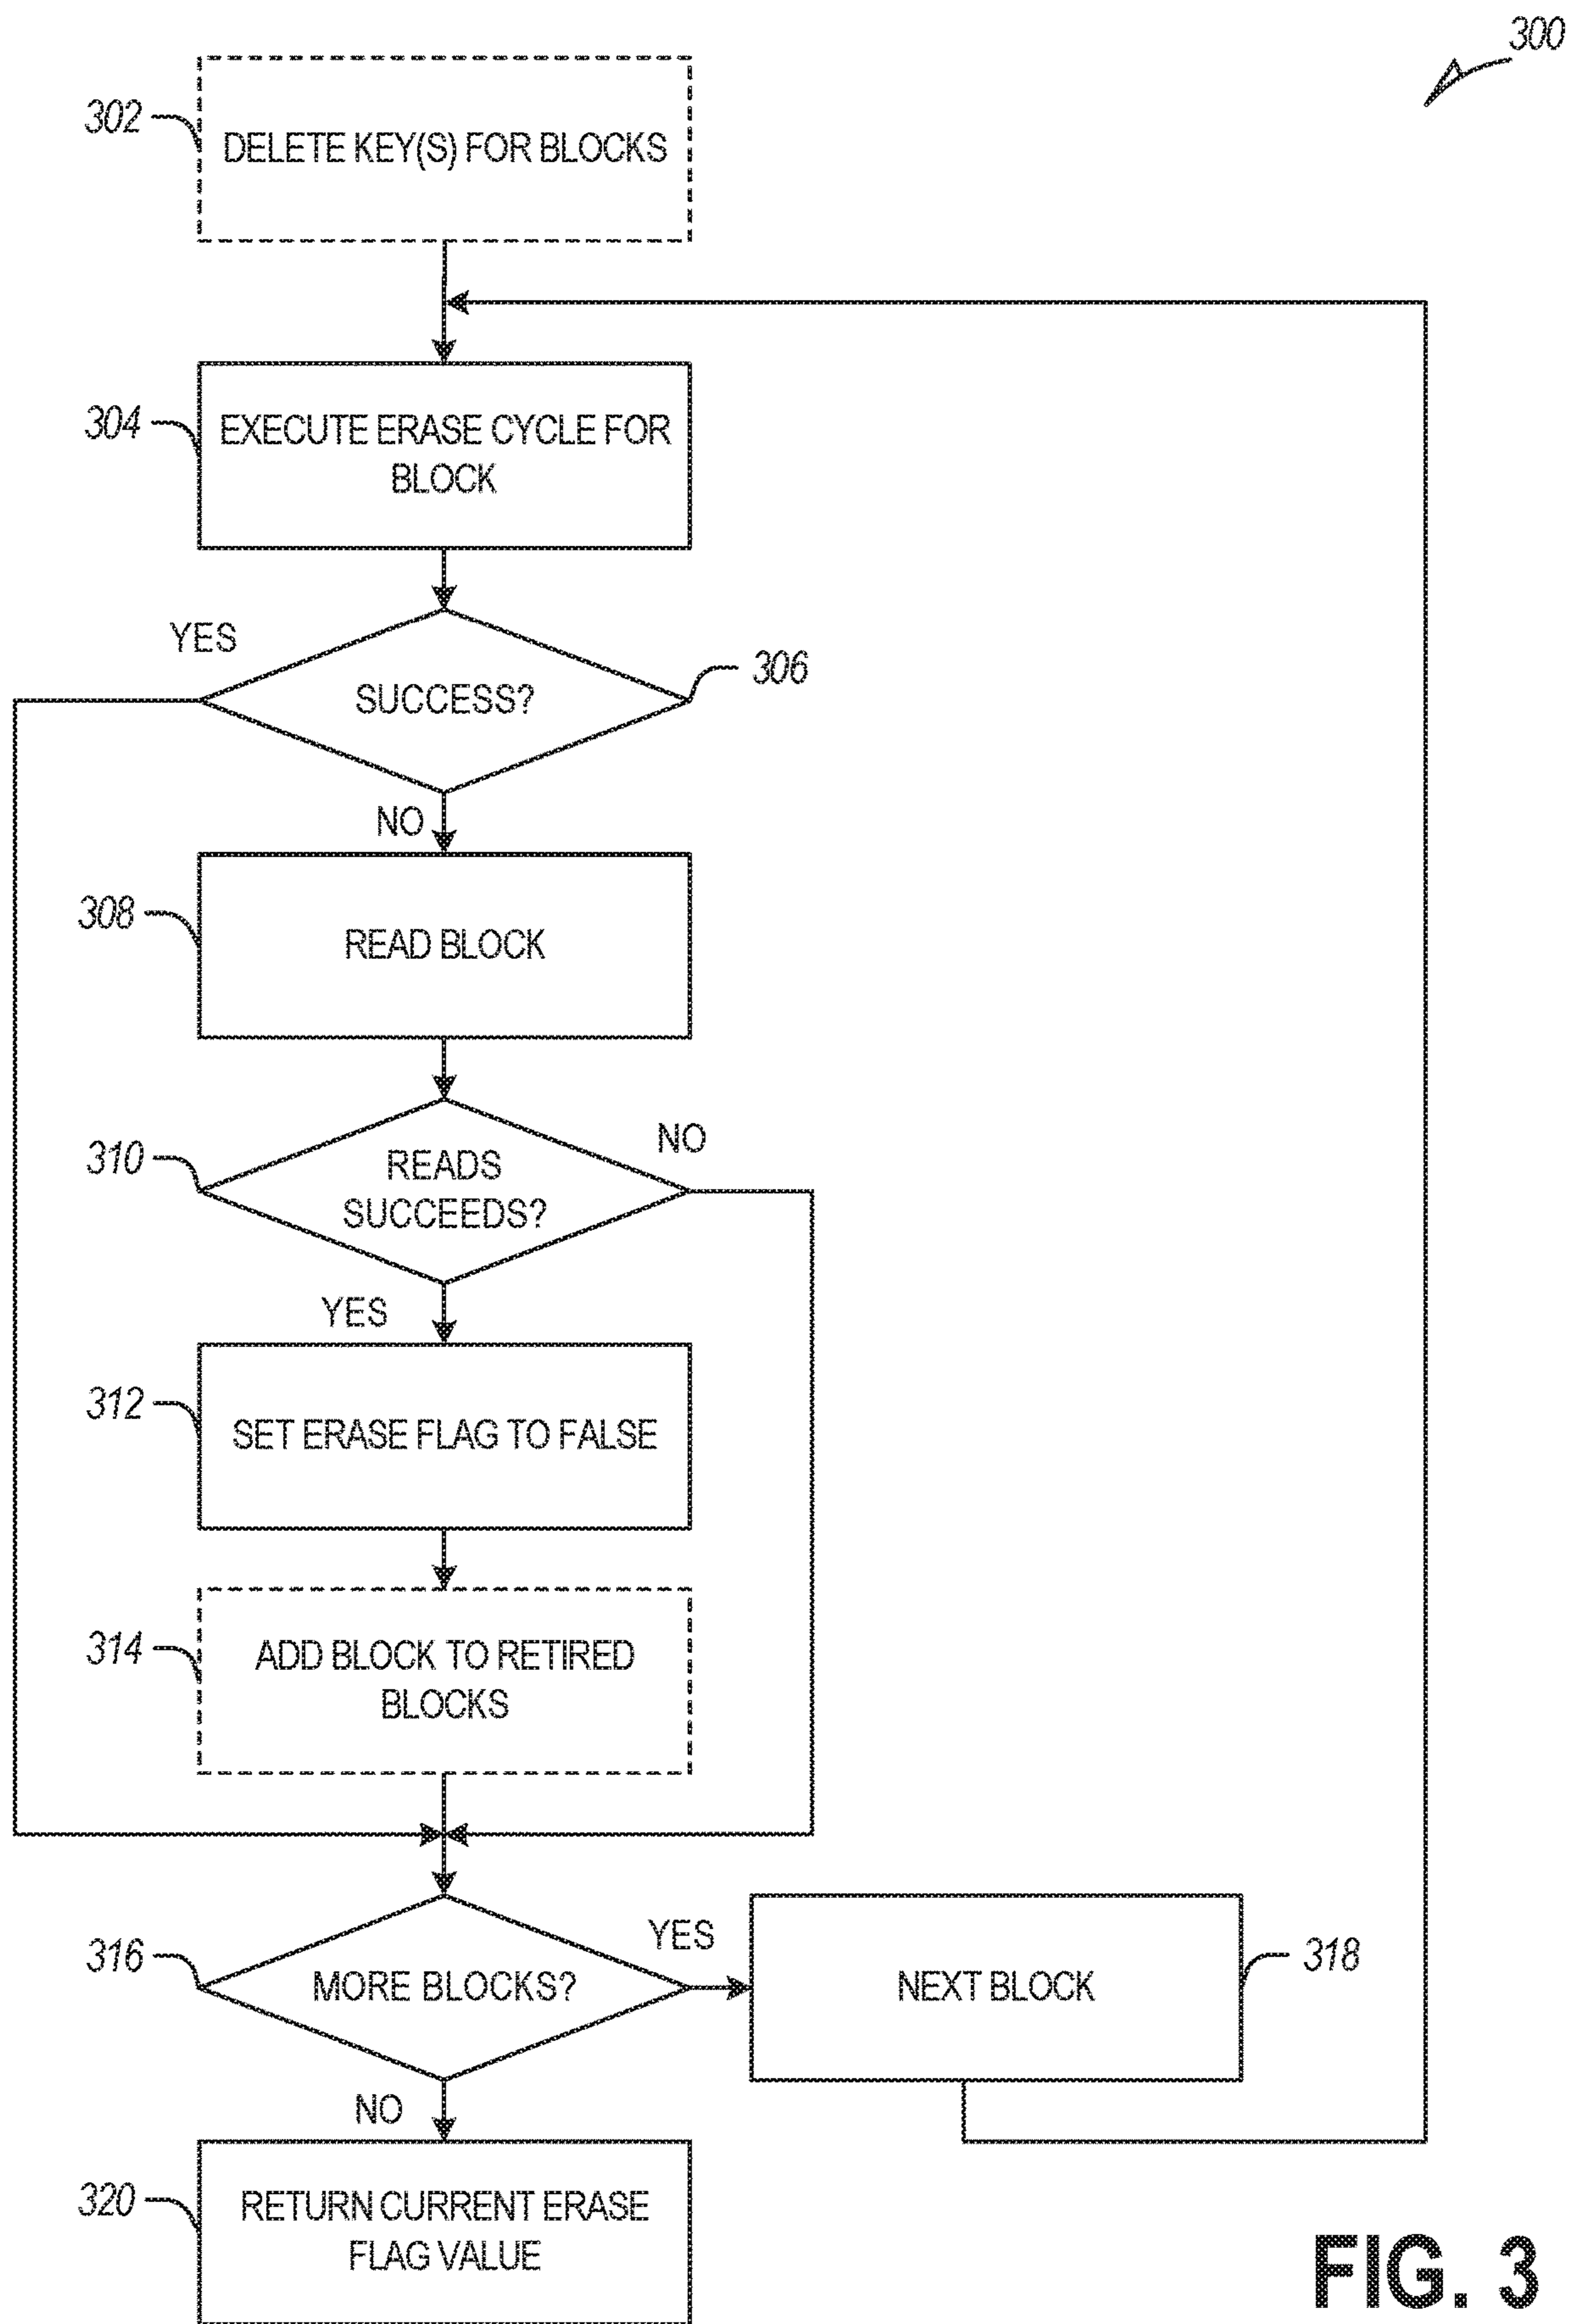 300
302
DELETE KEY(S) FOR BLOCKS
304
EXECUTE ERASE CYCLE FOR
BLOCK
YES
SUCCESS?
306
NO
308
READ BLOCK
310
READS
SUCCEEDS?
NO
YES
312
SET ERASE FLAG TO FALSE
314
ADD BLOCK TO RETIRED
BLOCKS
316
MORE BLOCKS?
YES
NEXT BLOCK
318
NO
320
RETURN CURRENT ERASE
FLAG VALUE
FIG. 3